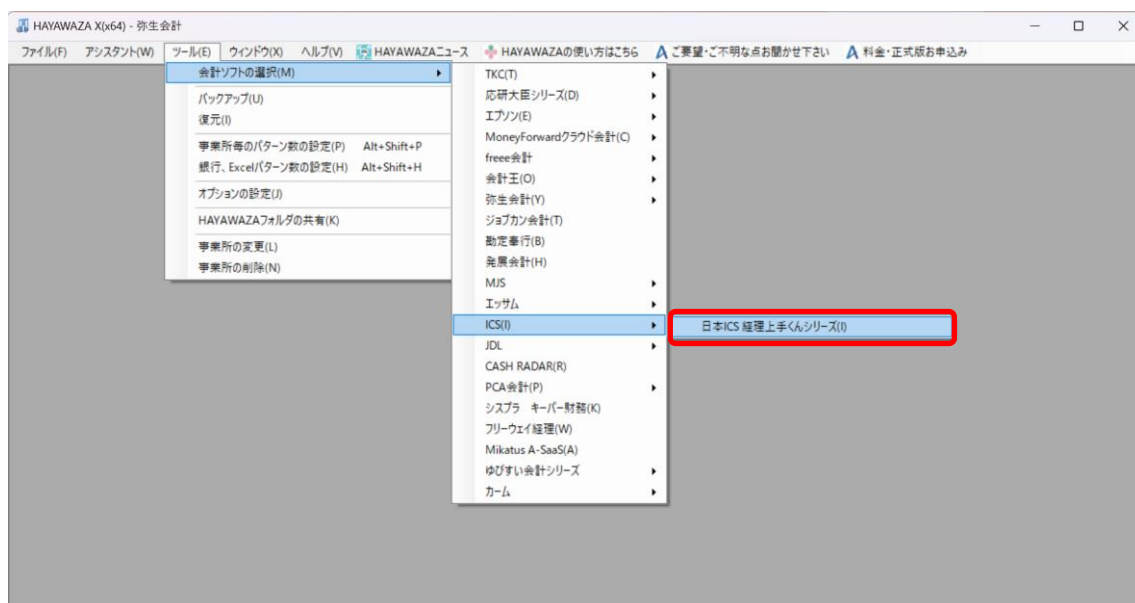 HAYAWAZA X(x64) - 弥生会計
ファイル(F) アシスタント(W) ツール(E) ウィンドウ(X) ヘルプ(V) HAYAWAZAニュース HAYAWAZAの使い方はこちら ご要望・ご不明な点お聞かせ下さい 料金・正式版お申込み
会計ソフトの選択(M)
バックアップ(U)
復元(I)
事業所毎のパターン数の設定(P) Alt+Shift+P
銀行、Excelパターン数の設定(H) Alt+Shift+H
オプションの設定(J)
HAYAWAZAフォルダの共有(K)
事業所の変更(L)
事業所の削除(N)
TKC(T)
応研大臣シリーズ(D)
エプソン(E)
MoneyForwardクラウド会計(C)
freee会計
会計王(O)
弥生会計(Y)
ジョブカン会計(T)
勘定奉行(B)
発展会計(H)
MJS
エッサム
ICS(I)
JDL
CASH RADAR(R)
PCA会計(P)
シスプラ キーパー財務(K)
フリーウェイ経理(W)
Mikatus A-SaaS(A)
ゆびすい会計シリーズ
カーム
日本ICS 経理上手くんシリーズ(I)